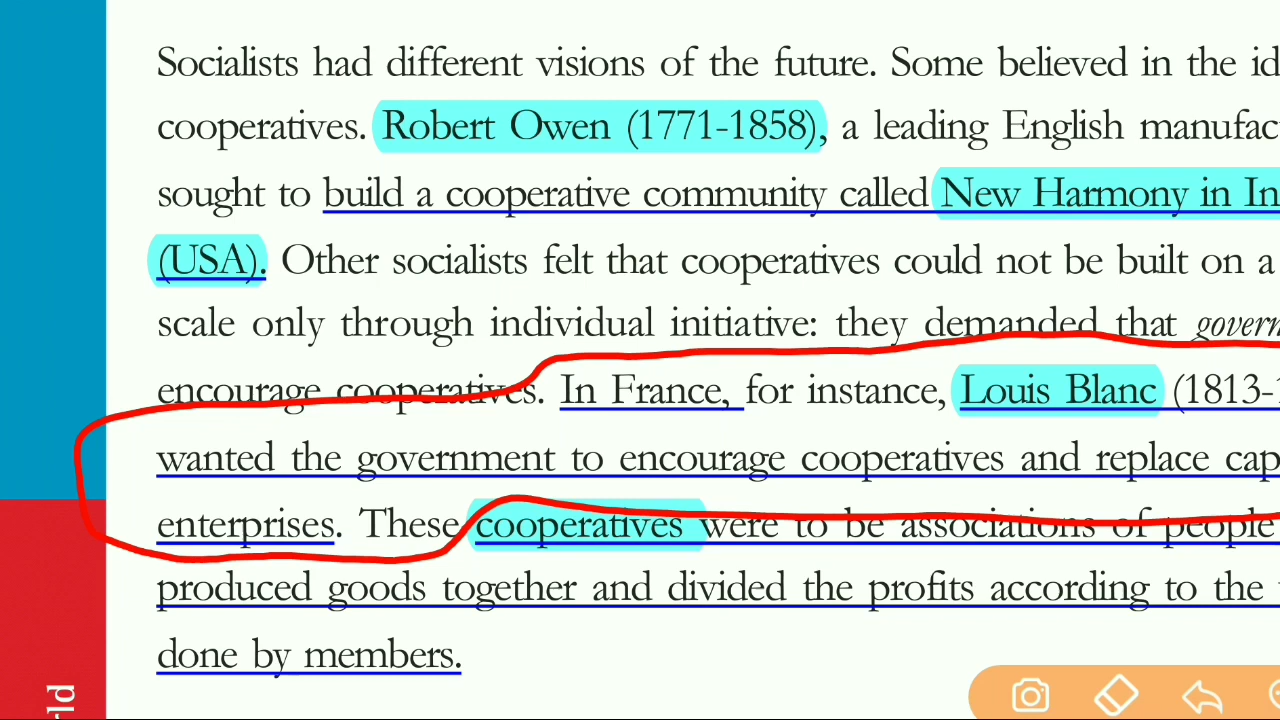 Socialists had different visions of the future. Some believed in the id
cooperatives. Robert Owen (1771-1858), a leading English manufac
sought to build a cooperative community called New Harmony in In
(USA). Other socialists felt that cooperatives could not be built on a
scale only through individual initiative: they demanded that govern
encourage cooperatives. In France, for instance, Louis Blanc (1813-1
wanted the government to encourage cooperatives and replace cap
enterprises. These cooperatives were to be associations of people
produced goods together and divided the profits according to the
done by members.
rld